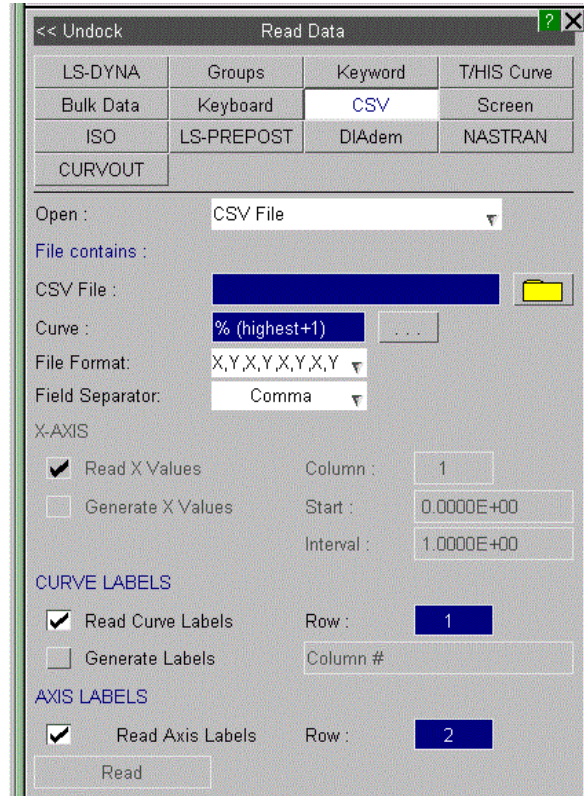 << Undock Read Data ? X
LS-DYNA Groups Keyword T/HIS Curve
Bulk Data Keyboard CSV Screen
ISO LS-PREPOST DIAdem NASTRAN
CURVOUT
Open : CSV File
File contains :
CSV File :
Curve : % (highest+1) . . .
File Format: X,Y,X,Y,X,Y,X,Y
Field Separator: Comma
X-AXIS
Read X Values Column : 1
Generate X Values Start : 0.0000E+00
Interval : 1.0000E+00
CURVE LABELS
Read Curve Labels Row : 1
Generate Labels Column #
AXIS LABELS
Read Axis Labels Row : 2
Read